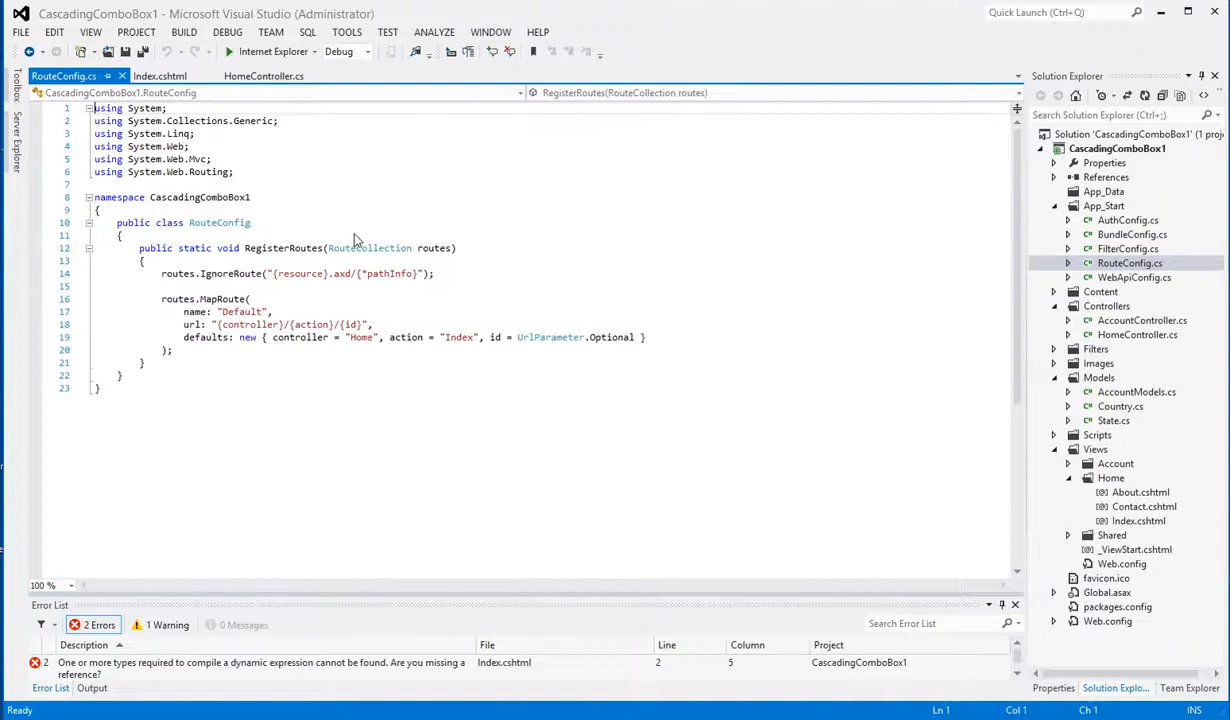 CascadingComboBox1 - Microsoft Visual Studio (Administrator)
Quick Launch (Ctrl+Q)
FILE EDIT VIEW PROJECT BUILD DEBUG TEAM SQL TOOLS TEST ANALYZE WINDOW HELP
Internet Explorer Debug
RouteConfig.cs Index.cshtml HomeController.cs
CascadingComboBox1.RouteConfig RegisterRoutes(RouteCollection routes)
Toolbox
Server Explorer
1 using System;
2 using System.Collections.Generic;
3 using System.Linq;
4 using System.Web;
5 using System.Web.Mvc;
6 using System.Web.Routing;
7
8 namespace CascadingComboBox1
9 {
10 public class RouteConfig
11 {
12 public static void RegisterRoutes(RouteCollection routes)
13 {
14 routes.IgnoreRoute("{resource}.axd/{*pathInfo}");
15
16 routes.MapRoute(
17 name: "Default",
18 url: "{controller}/{action}/{id}",
19 defaults: new { controller = "Home", action = "Index", id = UrlParameter.Optional }
20 );
21 }
22 }
23 }
100 %
Solution Explorer
Search Solution Explorer (Ctrl+;)
Solution 'CascadingComboBox1' (1 proj
CascadingComboBox1
Properties
References
App_Data
App_Start
AuthConfig.cs
BundleConfig.cs
FilterConfig.cs
RouteConfig.cs
WebApiConfig.cs
Content
Controllers
AccountController.cs
HomeController.cs
Filters
Images
Models
AccountModels.cs
Country.cs
State.cs
Scripts
Views
Account
Home
About.cshtml
Contact.cshtml
Index.cshtml
Shared
_ViewStart.cshtml
Web.config
favicon.ico
Global.asax
packages.config
Web.config
Error List
2 Errors 1 Warning 0 Messages Search Error List
Description File Line Column Project
2 One or more types required to compile a dynamic expression cannot be found. Are you missing a Index.cshtml 2 5 CascadingComboBox1
reference?
Error List Output
Properties Solution Explo... Team Explorer
Ready Ln 1 Col 1 Ch 1 INS